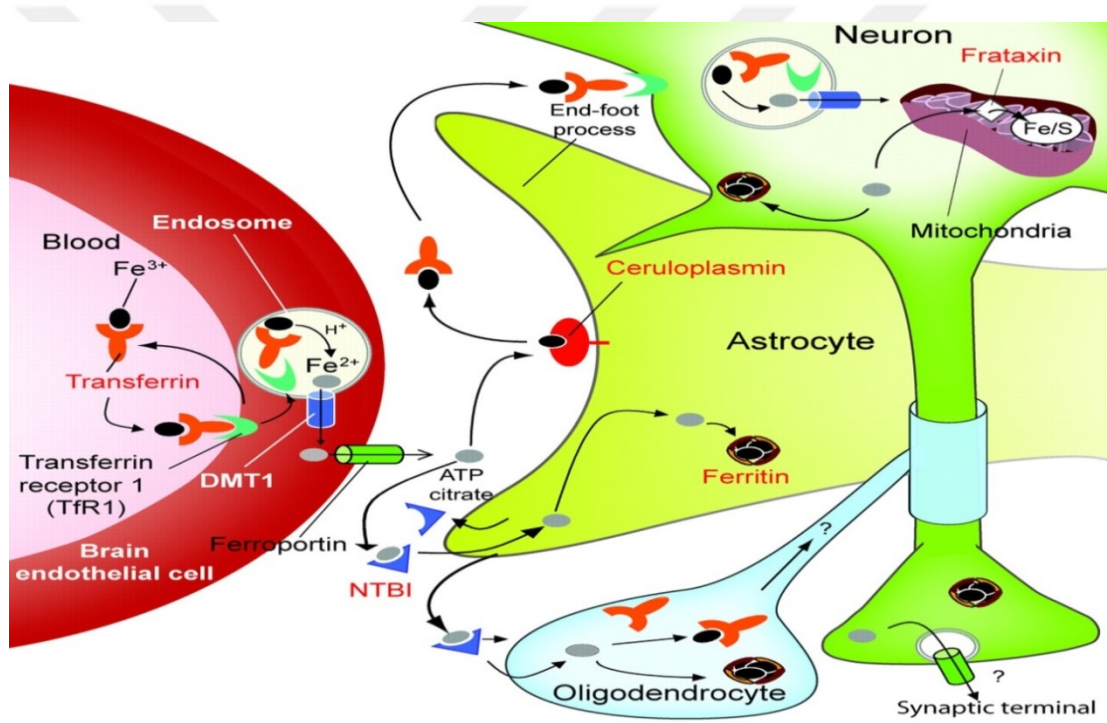 Neuron
Frataxin
Fe/S
End-foot
process
Mitochondria
Endosome
Blood
Fe³⁺
H⁺
Fe²⁺
Transferrin
Ceruloplasmin
Astrocyte
Transferrin
receptor 1
(TfR1)
DMT1
ATP
citrate
Ferritin
Ferroportin
Brain
endothelial cell
NTBI
?
Oligodendrocyte
?
Synaptic terminal